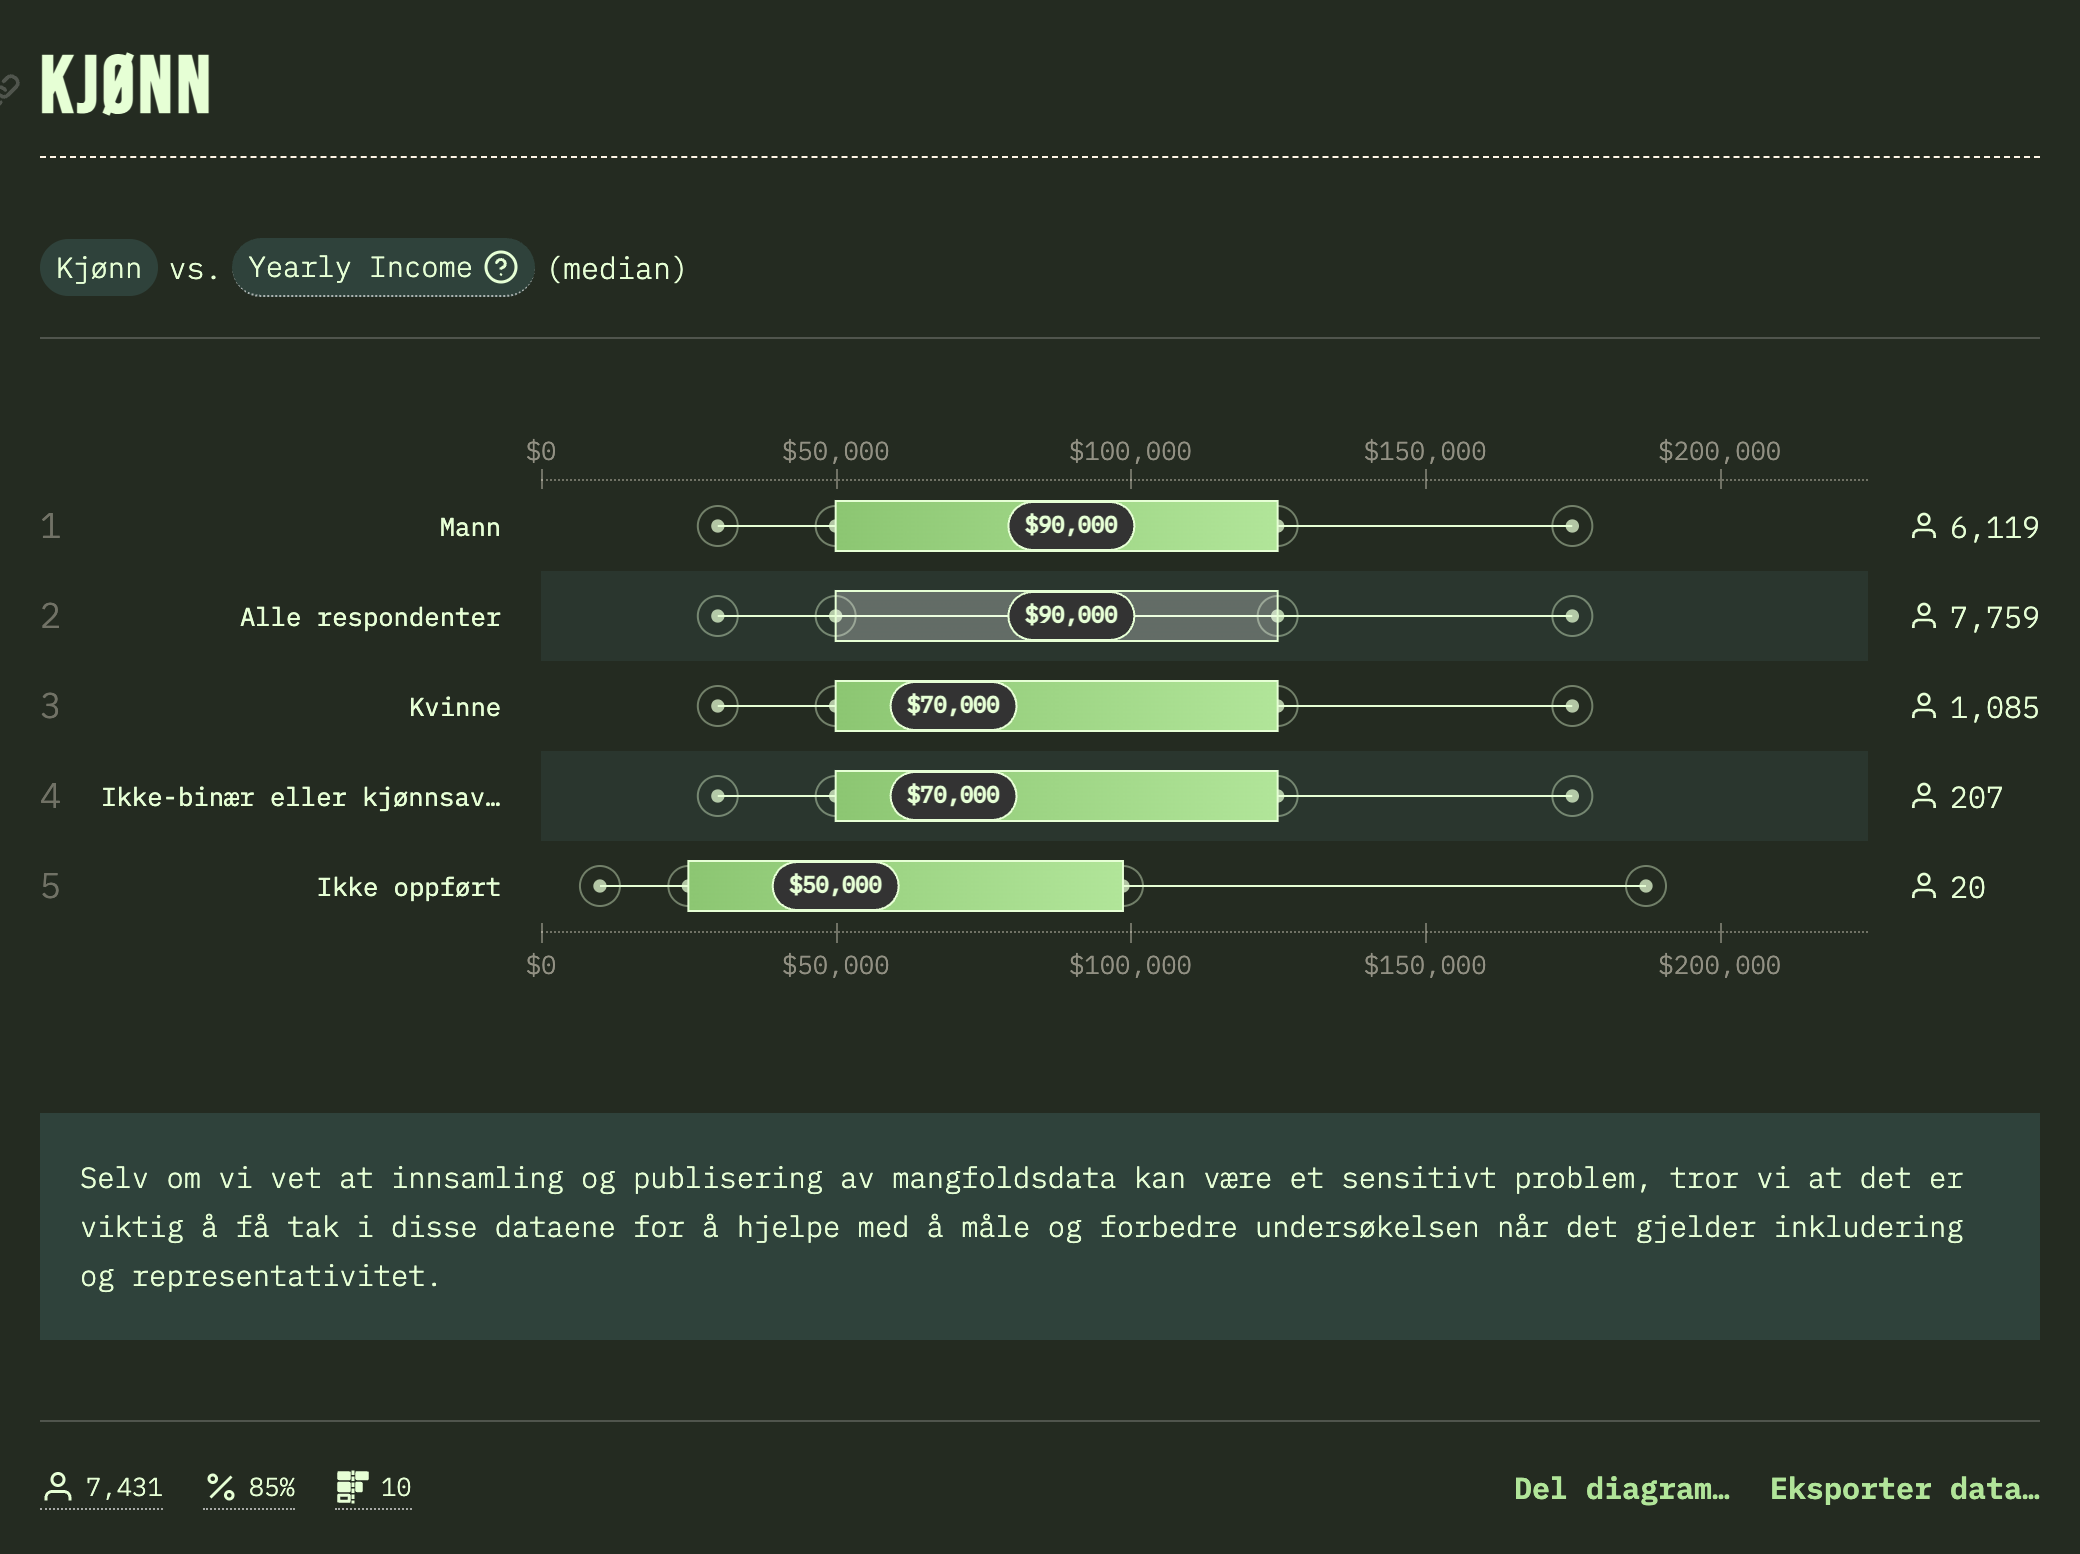 KJØNN
Kjønn vs. Yearly Income (median)
$0 $50,000 $100,000 $150,000 $200,000
1 Mann $90,000 6,119
2 Alle respondenter $90,000 7,759
3 Kvinne $70,000 1,085
4 Ikke-binær eller kjønnsav… $70,000 207
5 Ikke oppført $50,000 20
$0 $50,000 $100,000 $150,000 $200,000
Selv om vi vet at innsamling og publisering av mangfoldsdata kan være et sensitivt problem, tror vi at det er
viktig å få tak i disse dataene for å hjelpe med å måle og forbedre undersøkelsen når det gjelder inkludering
og representativitet.
7,431 85% 10 Del diagram… Eksporter data…